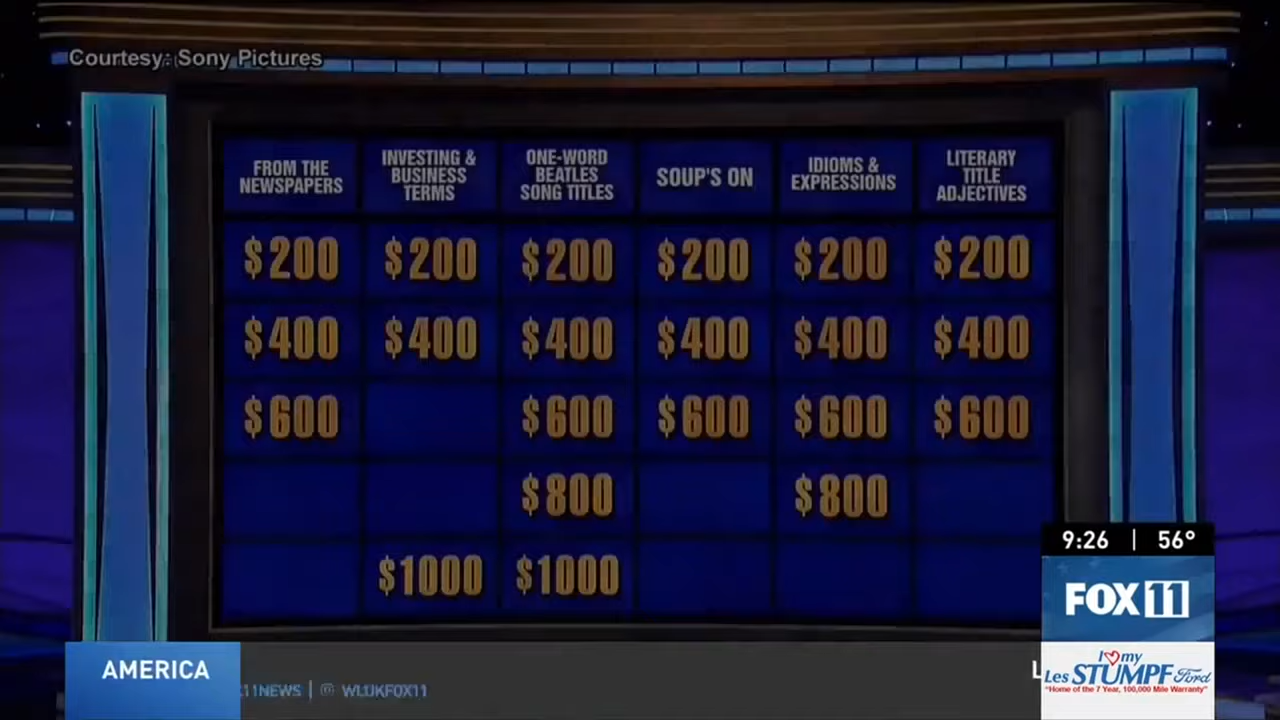 Courtesy: Sony Pictures
FROM THE
NEWSPAPERS
INVESTING &
BUSINESS
TERMS
ONE-WORD
BEATLES
SONG TITLES
SOUP'S ON
IDIOMS &
EXPRESSIONS
LITERARY
TITLE
ADJECTIVES
$200 $200 $200 $200 $200 $200
$400 $400 $400 $400 $400 $400
$600 $600 $600 $600 $600
$800 $800
$1000 $1000
9:26 | 56°
FOX 11
I my
Les STUMPF Ford
"Home of the 7 Year, 100,000 Mile Warranty"
AMERICA
11NEWS | @ WLUKFOX11
L